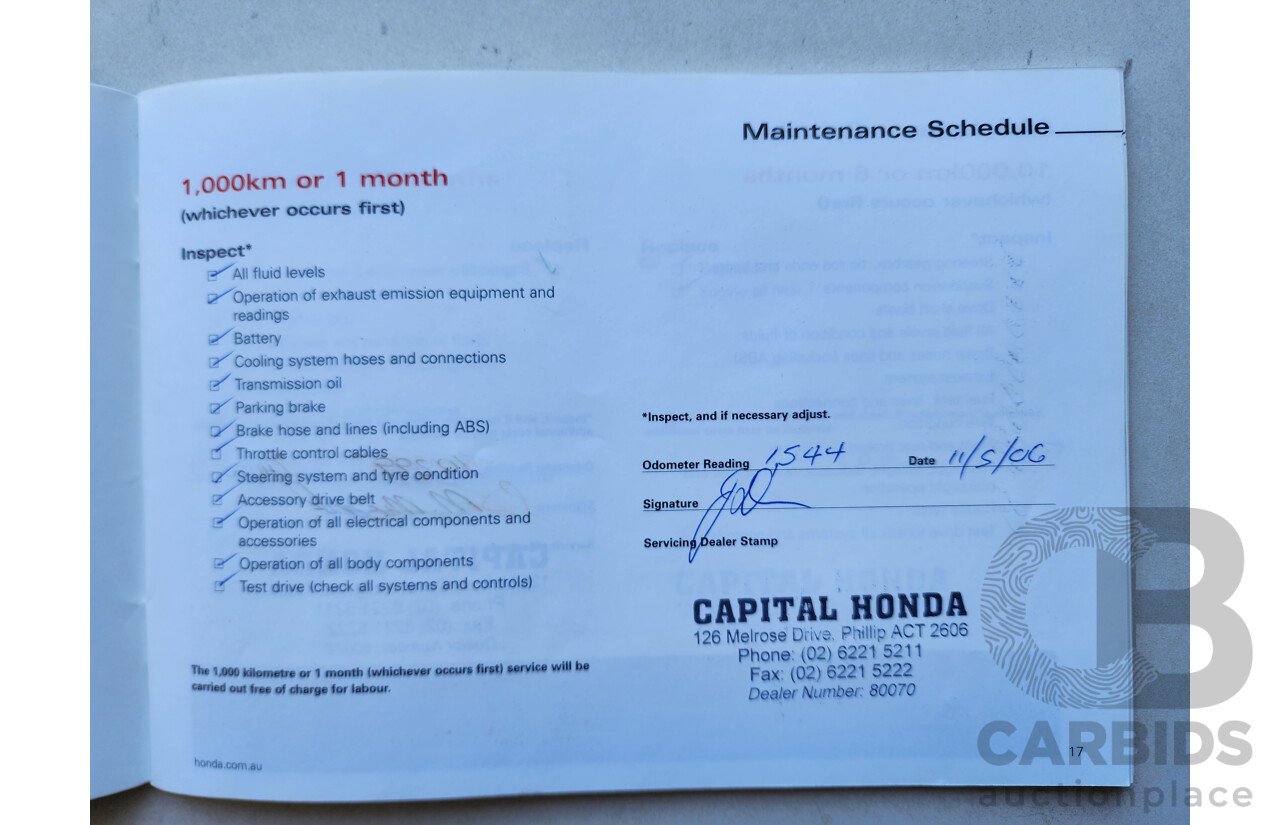 Maintenance Schedule
1,000km or 1 month
(whichever occurs first)
Inspect*
All fluid levels
Operation of exhaust emission equipment and
readings
Battery
Cooling system hoses and connections
Transmission oil
Parking brake
Brake hose and lines (including ABS)
Throttle control cables
Steering system and tyre condition
Accessory drive belt
Operation of all electrical components and
accessories
Operation of all body components
Test drive (check all systems and controls)
The 1,000 kilometre or 1 month (whichever occurs first) service will be
carried out free of charge for labour.
honda.com.au
*Inspect, and if necessary adjust.
Odometer Reading 1,544 Date 11/5/06
Signature
Servicing Dealer Stamp
CAPITAL HONDA
126 Melrose Drive. Phillip ACT 2606
Phone: (02) 6221 5211
Fax: (02) 6221 5222
Dealer Number: 80070
17
CARBIDS
auctionplace